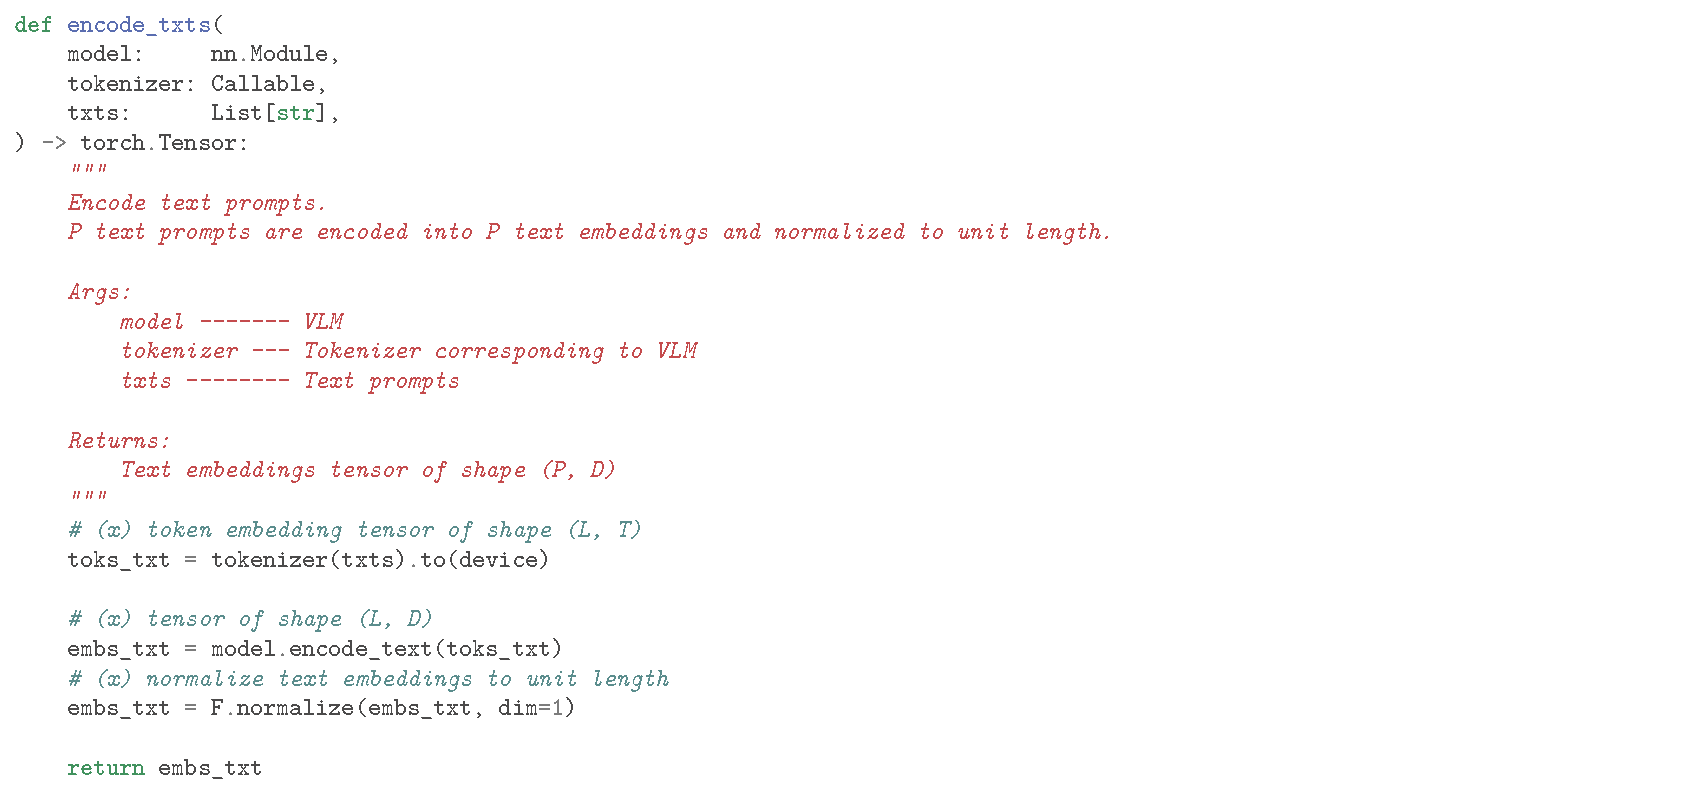 def encode_txts(
    model:     nn.Module,
    tokenizer: Callable,
    txts:      List[str],
) -> torch.Tensor:
    """
    Encode text prompts.
    P text prompts are encoded into P text embeddings and normalized to unit length.

    Args:
        model ------- VLM
        tokenizer --- Tokenizer corresponding to VLM
        txts -------- Text prompts

    Returns:
        Text embeddings tensor of shape (P, D)
    """
    # (x) token embedding tensor of shape (L, T)
    toks_txt = tokenizer(txts).to(device)

    # (x) tensor of shape (L, D)
    embs_txt = model.encode_text(toks_txt)
    # (x) normalize text embeddings to unit length
    embs_txt = F.normalize(embs_txt, dim=1)

    return embs_txt